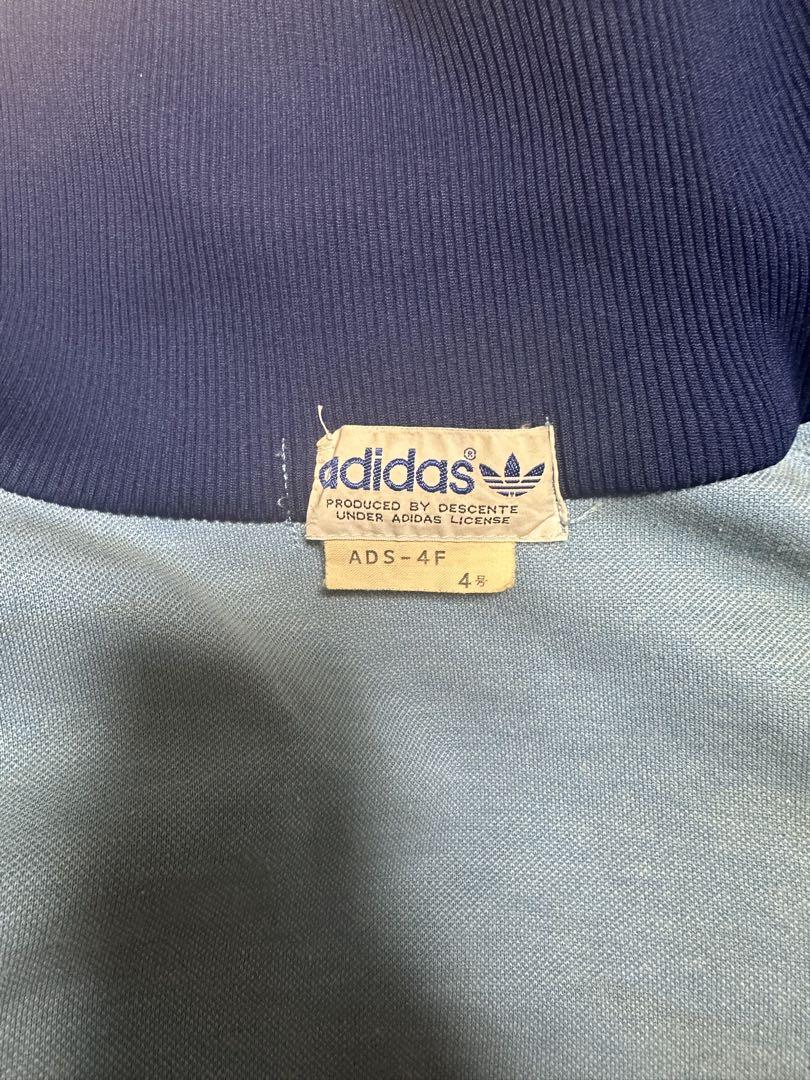 adidas®
PRODUCED BY DESCENTE
UNDER ADIDAS LICENSE
ADS-4F
4号